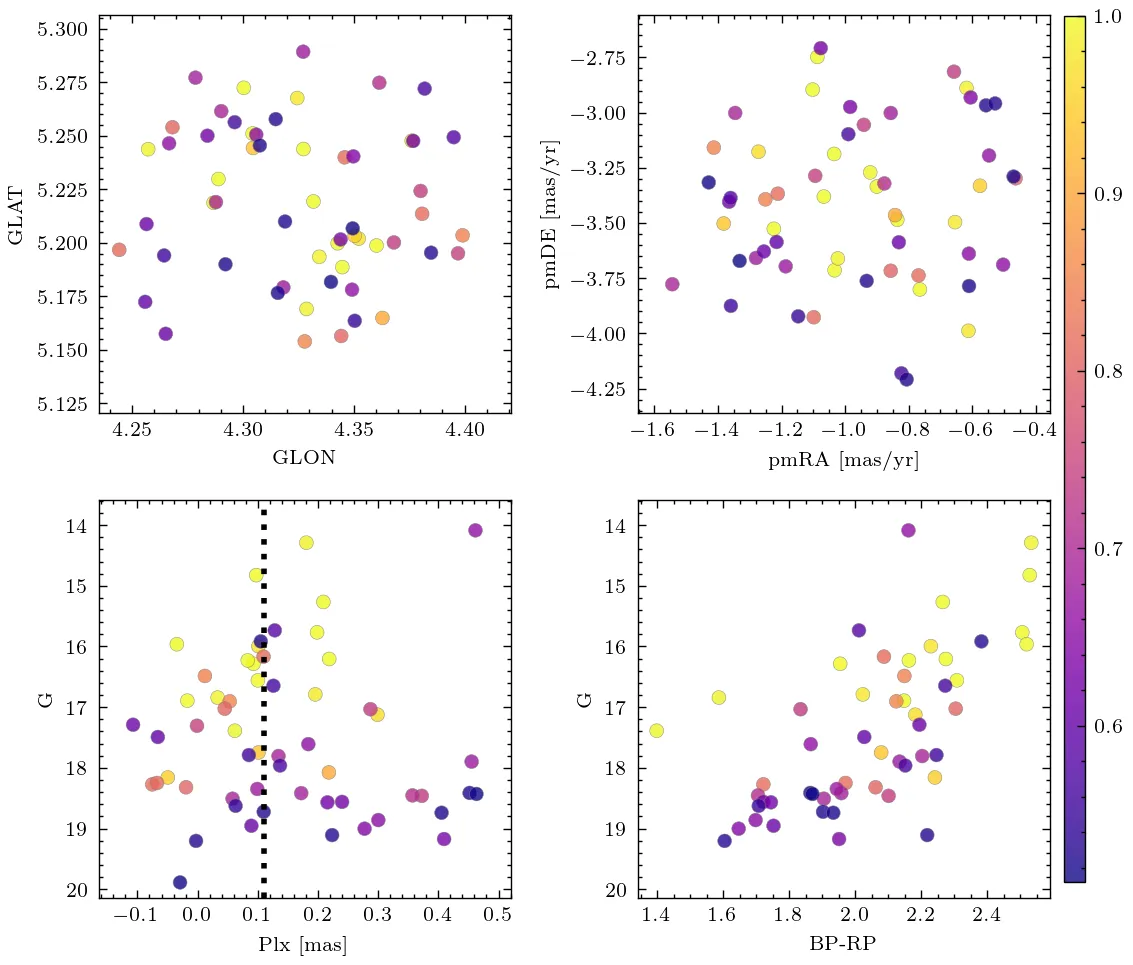 5.300
5.275
5.250
5.225
5.200
5.175
5.150
5.125
GLAT
4.25 4.30 4.35 4.40
GLON
−2.75
−3.00
−3.25
−3.50
−3.75
−4.00
−4.25
pmDE [mas/yr]
−1.6 −1.4 −1.2 −1.0 −0.8 −0.6 −0.4
pmRA [mas/yr]
1.0
0.9
0.8
0.7
0.6
14
15
16
17
18
19
20
G
−0.1 0.0 0.1 0.2 0.3 0.4 0.5
Plx [mas]
14
15
16
17
18
19
20
G
1.4 1.6 1.8 2.0 2.2 2.4
BP-RP